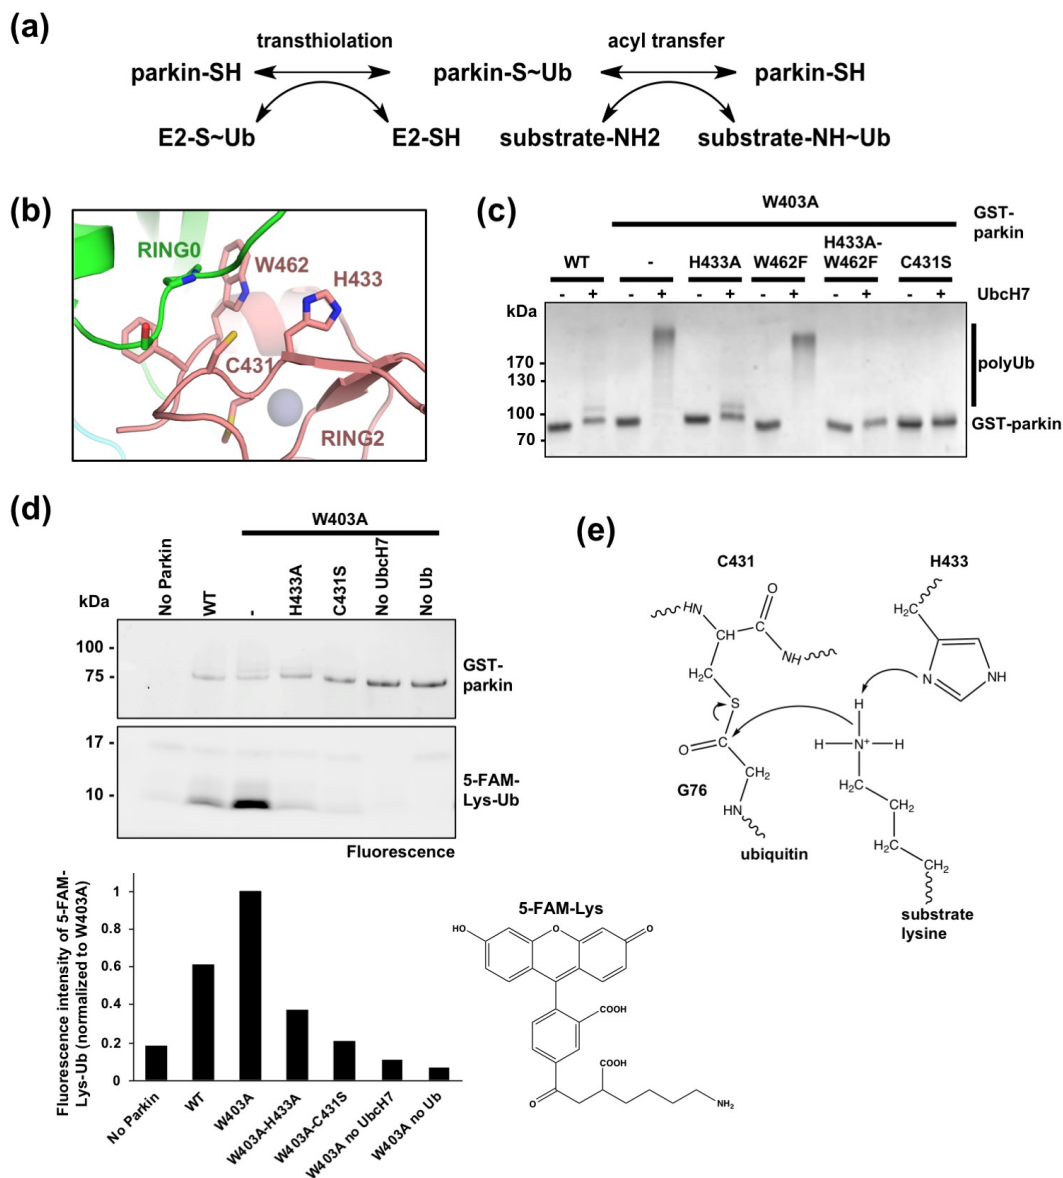 (a)
transthiolation
acyl transfer
parkin-SH
parkin-S~Ub
parkin-SH
E2-S~Ub
E2-SH
substrate-NH2
substrate-NH~Ub
(b)
RING0
W462
H433
C431
RING2
(c)
W403A
GST-
parkin
WT
-
H433A
W462F
H433A-
W462F
C431S
- + - + - + - + - + - +
UbcH7
kDa
170 -
130 -
100 -
70 -
polyUb
GST-parkin
(d)
W403A
kDa
No Parkin
WT
-
H433A
C431S
No UbcH7
No Ub
100 -
75 -
GST-
parkin
17 -
10 -
5-FAM-
Lys-Ub
Fluorescence
Fluorescence intensity of 5-FAM-
Lys-Ub (normalized to W403A)
1
0.8
0.6
0.4
0.2
0
No Parkin
WT
W403A
W403A-H433A
W403A-C431S
W403A no UbcH7
W403A no Ub
5-FAM-Lys
HO
O
O
COOH
COOH
O
NH2
(e)
C431
H433
HN
O
CH
C
NH
H2C
H2C
N
NH
S
H
O
C
H
N+
H
G76
CH2
CH2
HN
CH2
H2C
CH2
ubiquitin
substrate
lysine